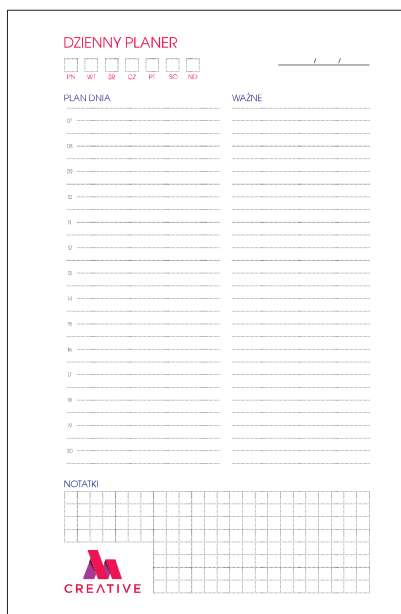 DZIENNY PLANER
/ /
PN WT ŚR CZ PT SO ND
PLAN DNIA
WAŻNE
07
08
09
10
11
12
13
14
15
16
17
18
19
20
NOTATKI
CREATIVE